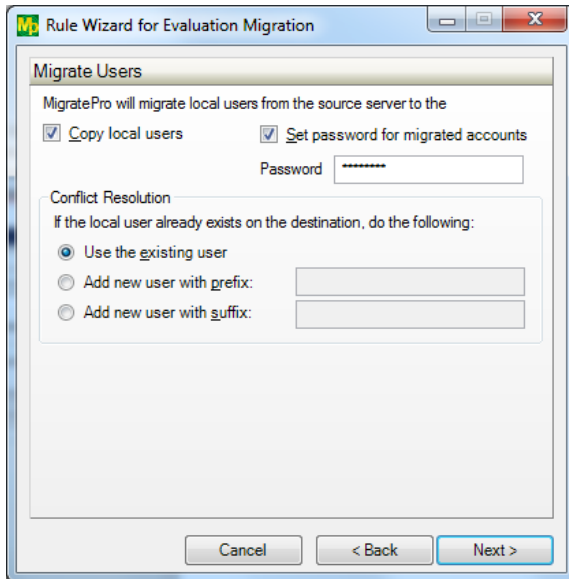 Mp Rule Wizard for Evaluation Migration
Migrate Users
MigratePro will migrate local users from the source server to the
Copy local users
Set password for migrated accounts
Password ********
Conflict Resolution
If the local user already exists on the destination, do the following:
Use the existing user
Add new user with prefix:
Add new user with suffix:
Cancel < Back Next >